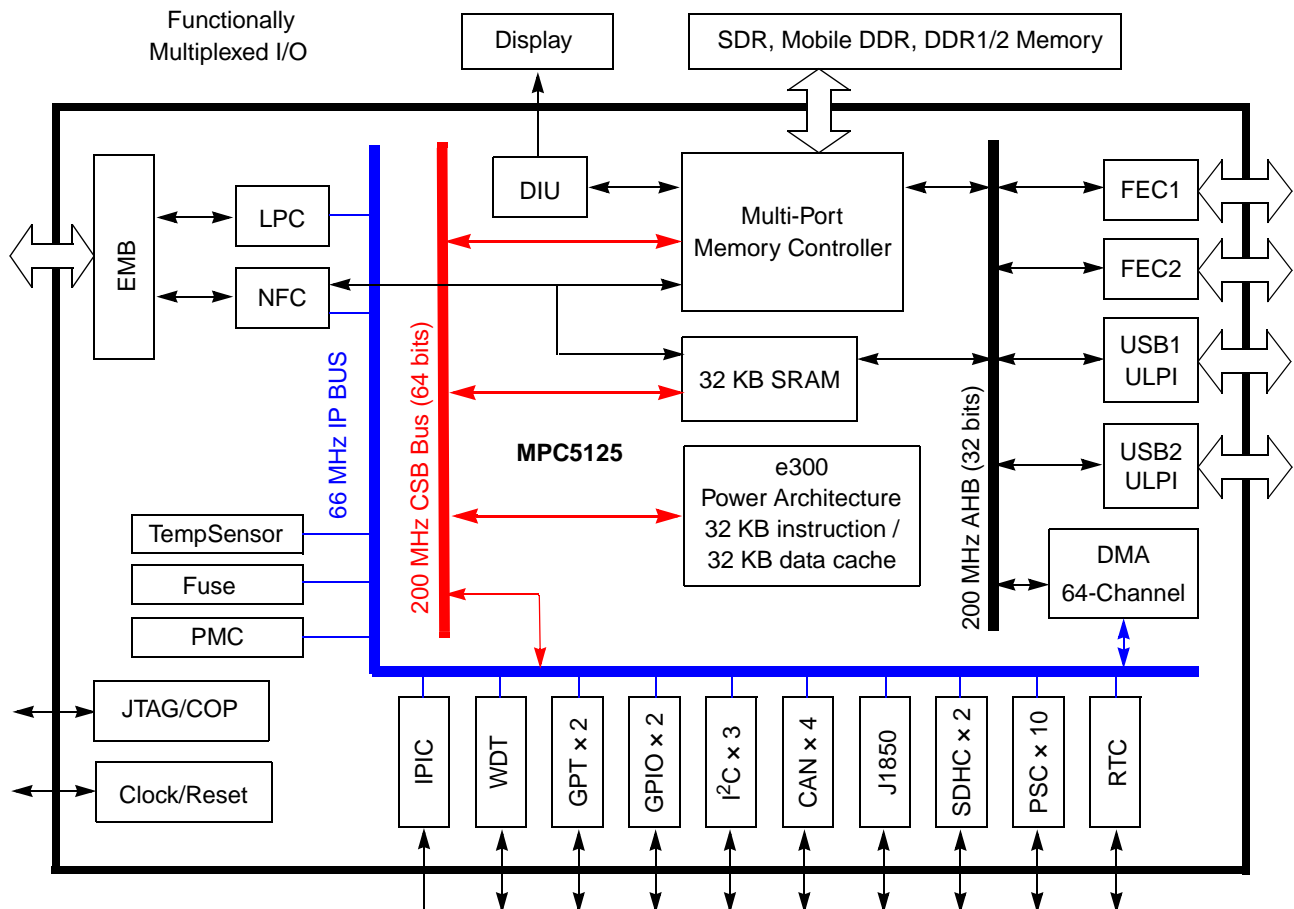 Functionally
Multiplexed I/O
Display
SDR, Mobile DDR, DDR1/2 Memory
EMB
LPC
NFC
DIU
Multi-Port
Memory Controller
FEC1
FEC2
USB1
ULPI
USB2
ULPI
66 MHz IP BUS
200 MHz CSB Bus (64 bits)
32 KB SRAM
MPC5125
e300
Power Architecture
32 KB instruction /
32 KB data cache
200 MHz AHB (32 bits)
DMA
64-Channel
TempSensor
Fuse
PMC
JTAG/COP
Clock/Reset
IPIC
WDT
GPT × 2
GPIO × 2
I²C × 3
CAN × 4
J1850
SDHC × 2
PSC × 10
RTC